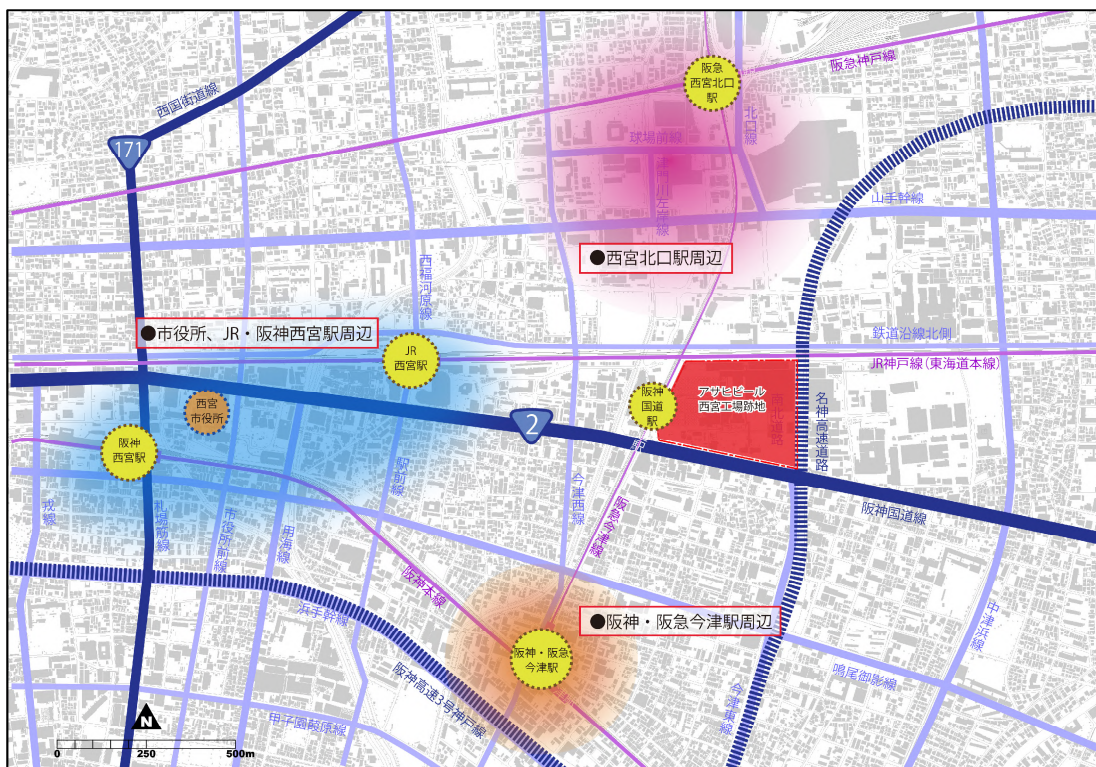 阪急
西宮北口
駅
阪急神戸線
西国街道線
北口線
171
球場前線
川左岸線
山手幹線
●西宮北口駅周辺
西福河原線
●市役所、JR・阪神西宮駅周辺
鉄道沿線北側
JR
西宮駅
JR神戸線（東海道本線）
アサヒビール
西宮工場跡地
阪神
国道
駅
南北道路
名神高速道路
西宮
市役所
2
阪神
西宮駅
駅前線
今津西線
阪急今津線
阪神国道線
戎線
札場筋線
市役所前線
用海線
阪神本線
浜手幹線
●阪神・阪急今津駅周辺
中津浜線
阪神・阪急
今津駅
鳴尾御影線
阪神高速3号神戸線
今津東線
甲子園段原線
N
0
250
500m